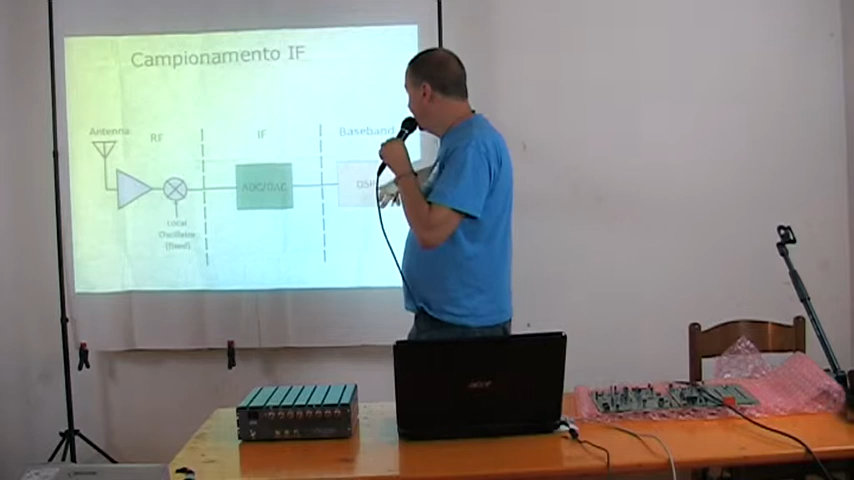 Campionamento IF
Antenna
RF
IF
Baseband
ADC/DAC
DSP
Local
Oscillator
(fixed)
acer